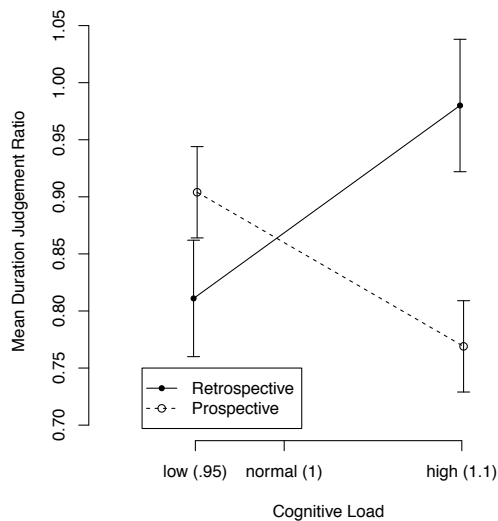 1.05
1.00
0.95
0.90
0.85
0.80
0.75
0.70
Mean Duration Judgement Ratio
Retrospective
Prospective
low (.95) normal (1) high (1.1)
Cognitive Load